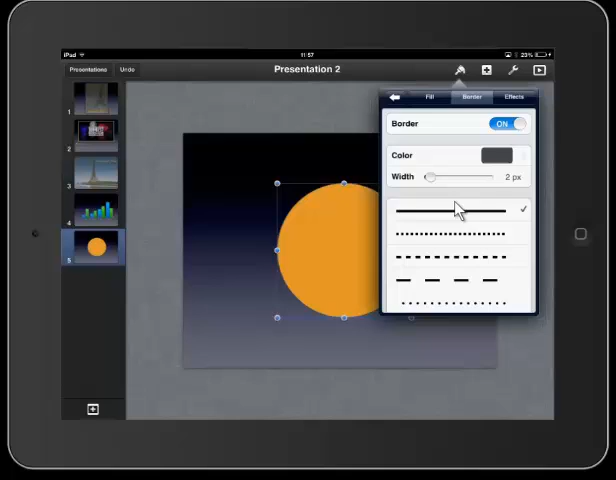 iPad
11:57
23%
Presentations
Undo
Presentation 2
Fill
Border
Effects
Border
ON
Color
Width
2 px
1
2
3
4
5